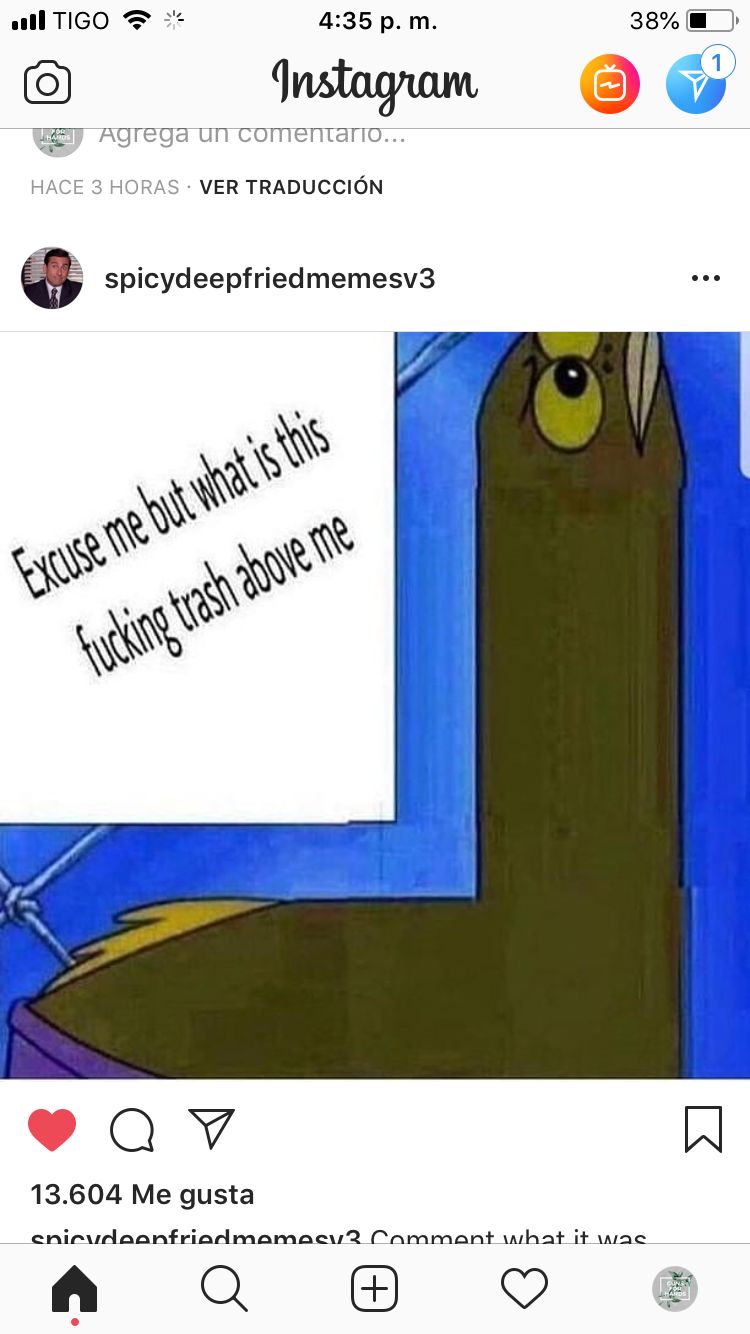 TIGO 4:35 p. m. 38%
Instagram 1
Agrega un comentario...
HACE 3 HORAS · VER TRADUCCIÓN
spicydeepfriedmemesv3
Excuse me but what is this
fucking trash above me
13.604 Me gusta
spicydeepfriedmemesv3 Comment what it was